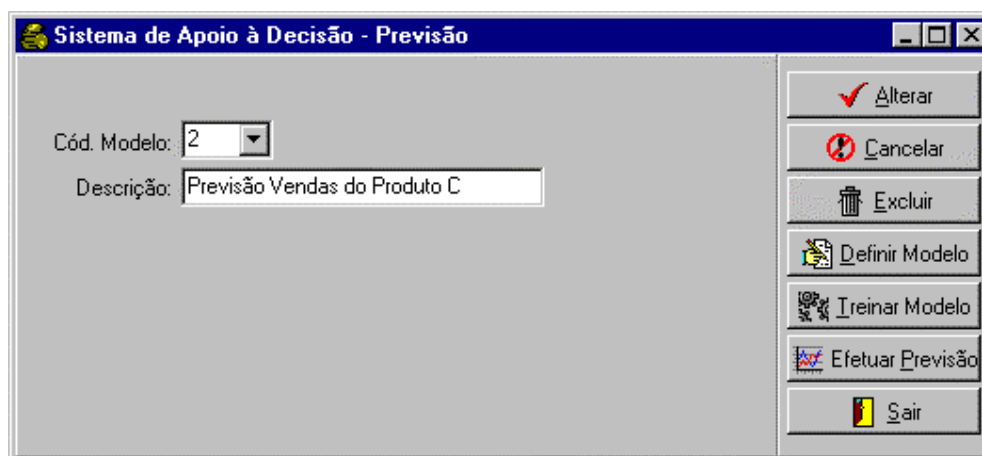 Sistema de Apoio à Decisão - Previsão
Cód. Modelo: 2
Descrição: Previsão Vendas do Produto C
Alterar
Cancelar
Excluir
Definir Modelo
Treinar Modelo
Efetuar Previsão
Sair